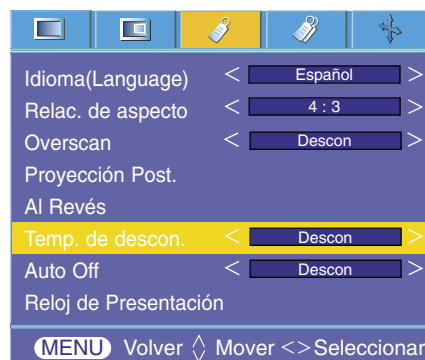 Idioma(Language) < Español >
Relac. de aspecto < 4 : 3 >
Overscan < Descon >
Proyección Post.
Al Revés
Temp. de descon. < Descon >
Auto Off < Descon >
Reloj de Presentación
MENU Volver Mover <> Seleccionar